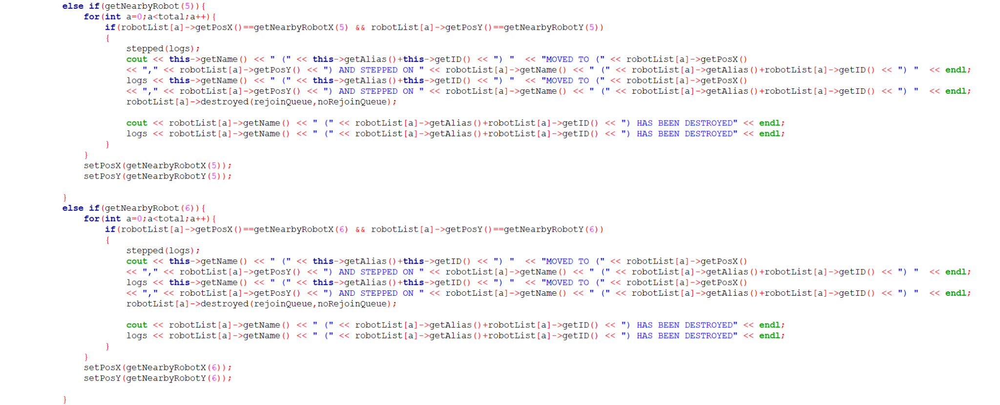 else if(getNearbyRobot(5)){
for(int a=0;a<total;a++){
if(robotList[a]->getPosX()==getNearbyRobotX(5) && robotList[a]->getPosY()==getNearbyRobotY(5))
{
stepped(logs);
cout << this->getName() << " (" << this->getAlias()+this->getID() << ") "  << "MOVED TO (" << robotList[a]->getPosX()
<< "," << robotList[a]->getPosY() << ") AND STEPPED ON " << robotList[a]->getName() << " (" << robotList[a]->getAlias()+robotList[a]->getID() << ") "  << endl;
logs << this->getName() << " (" << this->getAlias()+this->getID() << ") "  << "MOVED TO (" << robotList[a]->getPosX()
<< "," << robotList[a]->getPosY() << ") AND STEPPED ON " << robotList[a]->getName() << " (" << robotList[a]->getAlias()+robotList[a]->getID() << ") "  << endl;
robotList[a]->destroyed(rejoinQueue,noRejoinQueue);
cout << robotList[a]->getName() << " (" << robotList[a]->getAlias()+robotList[a]->getID() << ") HAS BEEN DESTROYED" << endl;
logs << robotList[a]->getName() << " (" << robotList[a]->getAlias()+robotList[a]->getID() << ") HAS BEEN DESTROYED" << endl;
}
}
setPosX(getNearbyRobotX(5));
setPosY(getNearbyRobotY(5));
}
else if(getNearbyRobot(6)){
for(int a=0;a<total;a++){
if(robotList[a]->getPosX()==getNearbyRobotX(6) && robotList[a]->getPosY()==getNearbyRobotY(6))
{
stepped(logs);
cout << this->getName() << " (" << this->getAlias()+this->getID() << ") "  << "MOVED TO (" << robotList[a]->getPosX()
<< "," << robotList[a]->getPosY() << ") AND STEPPED ON " << robotList[a]->getName() << " (" << robotList[a]->getAlias()+robotList[a]->getID() << ") "  << endl;
logs << this->getName() << " (" << this->getAlias()+this->getID() << ") "  << "MOVED TO (" << robotList[a]->getPosX()
<< "," << robotList[a]->getPosY() << ") AND STEPPED ON " << robotList[a]->getName() << " (" << robotList[a]->getAlias()+robotList[a]->getID() << ") "  << endl;
robotList[a]->destroyed(rejoinQueue,noRejoinQueue);
cout << robotList[a]->getName() << " (" << robotList[a]->getAlias()+robotList[a]->getID() << ") HAS BEEN DESTROYED" << endl;
logs << robotList[a]->getName() << " (" << robotList[a]->getAlias()+robotList[a]->getID() << ") HAS BEEN DESTROYED" << endl;
}
}
setPosX(getNearbyRobotX(6));
setPosY(getNearbyRobotY(6));
}